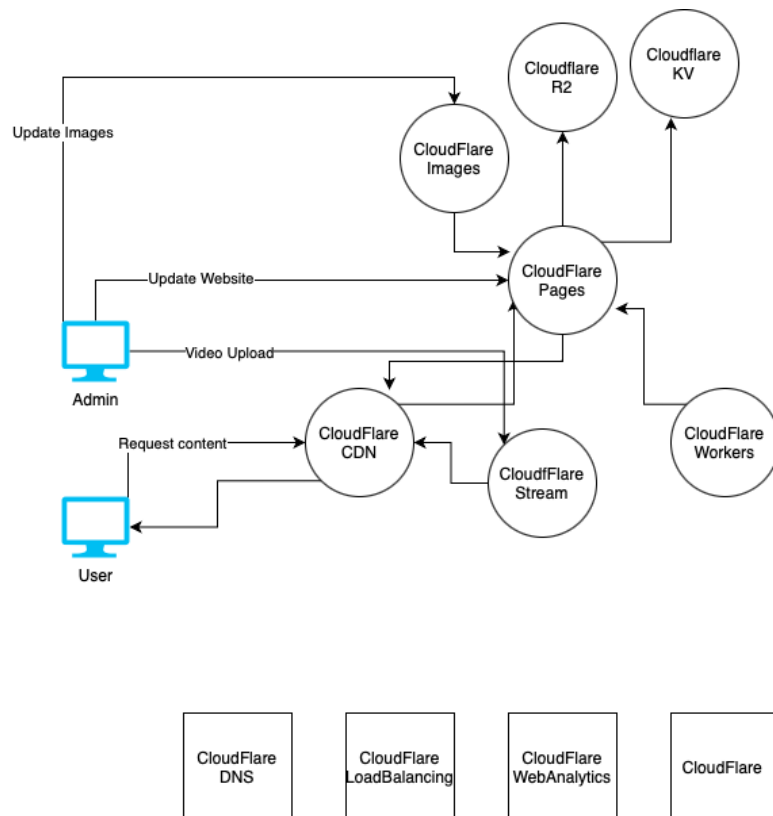 Cloudflare
R2
Cloudflare
KV
Update Images
CloudFlare
Images
Update Website
CloudFlare
Pages
Video Upload
Admin
Request content
CloudFlare
CDN
CloudfFlare
Stream
CloudFlare
Workers
User
CloudFlare
DNS
CloudFlare
LoadBalancing
CloudFlare
WebAnalytics
CloudFlare